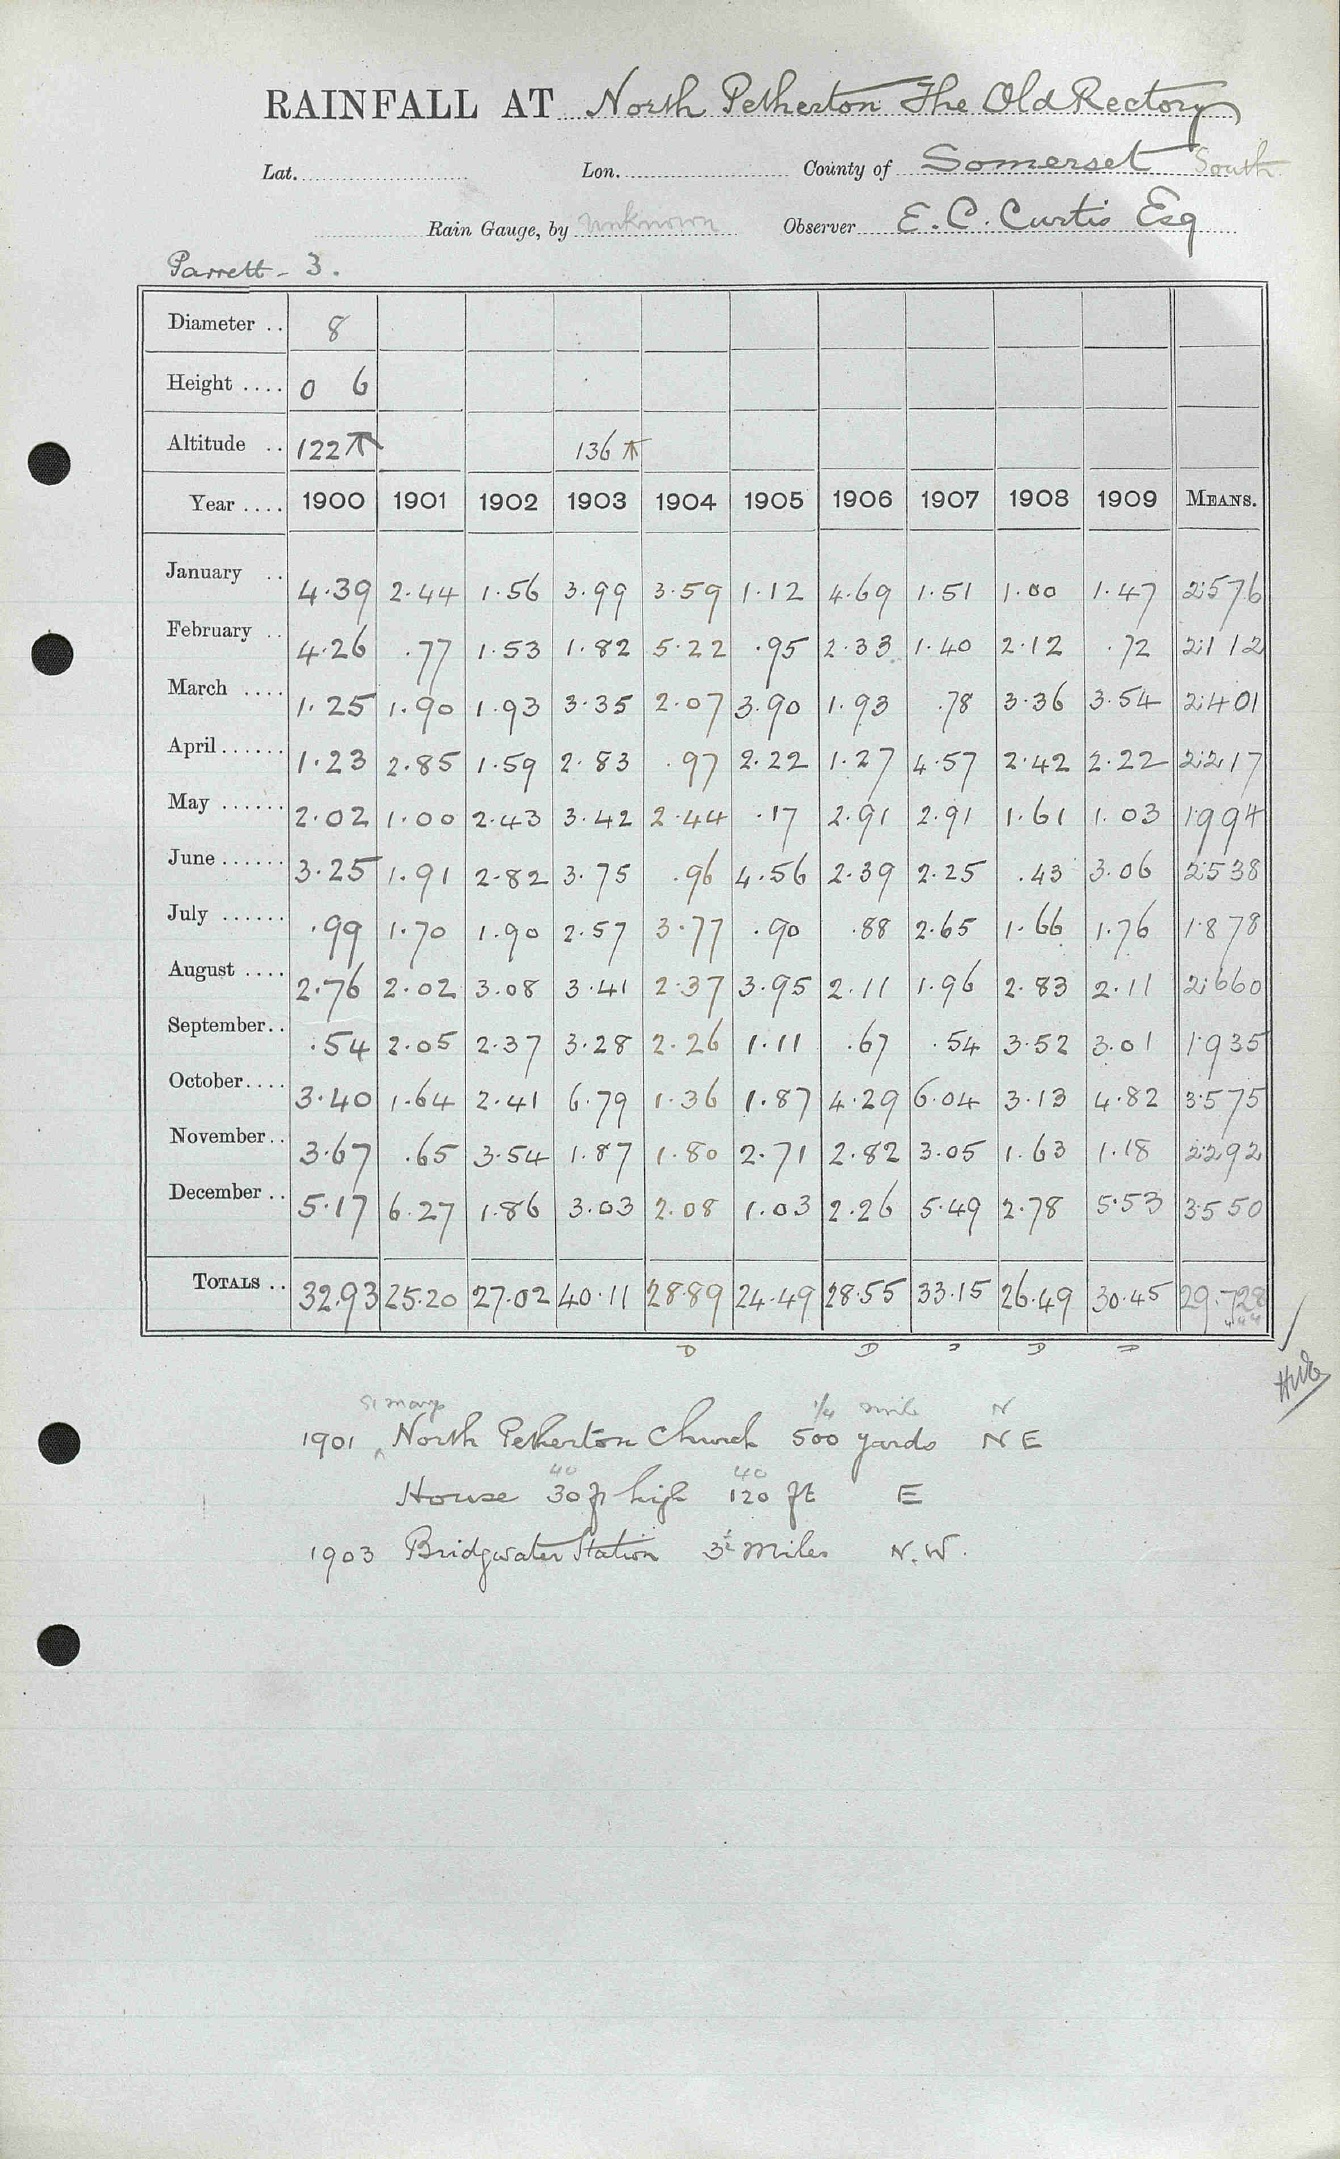 RAINFALL AT North Petherton The Old Rectory
Lat. Lon. County of Somerset South
Rain Gauge, by unknown Observer E. C. Curtis Esq
Parrett - 3.
Diameter .. 8
Height .... 0 6
Altitude .. 122 136
Year .... 1900 1901 1902 1903 1904 1905 1906 1907 1908 1909 MEANS.
January .. 4.39 2.44 1.56 3.99 3.59 1.12 4.69 1.51 1.00 1.47 2.576
February .. 4.26 .77 1.53 1.82 5.22 .95 2.33 1.40 2.12 .72 2.112
March .... 1.25 1.90 1.93 3.35 2.07 3.90 1.93 .78 3.36 3.54 2.401
April ...... 1.23 2.85 1.59 2.83 .97 2.22 1.27 4.57 2.42 2.22 2.217
May ...... 2.02 1.00 2.43 3.42 2.44 .17 2.91 2.91 1.61 1.03 1.994
June ...... 3.25 1.91 2.82 3.75 .96 4.56 2.39 2.25 .43 3.06 2.538
July ...... .99 1.70 1.90 2.57 3.77 .90 .88 2.65 1.66 1.76 1.878
August .... 2.76 2.02 3.08 3.41 2.37 3.95 2.11 1.96 2.83 2.11 2.660
September.. .54 2.05 2.37 3.28 2.26 1.11 .67 .54 3.52 3.01 1.935
October.... 3.40 1.64 2.41 6.79 1.36 1.87 4.29 6.04 3.13 4.82 3.575
November.. 3.67 .65 3.54 1.87 1.80 2.71 2.82 3.05 1.63 1.18 2.292
December .. 5.17 6.27 1.86 3.03 2.08 1.03 2.26 5.49 2.78 5.53 3.550
TOTALS .. 32.93 25.20 27.02 40.11 28.89 24.49 28.55 33.15 26.49 30.45 29.728
D D D D D
St Marys 1/4 mile N
1901 North Petherton Church 500 yards NE
40 40
House 30 ft high 120 ft E
1903 Bridgwater Station 3½ Miles N.W.